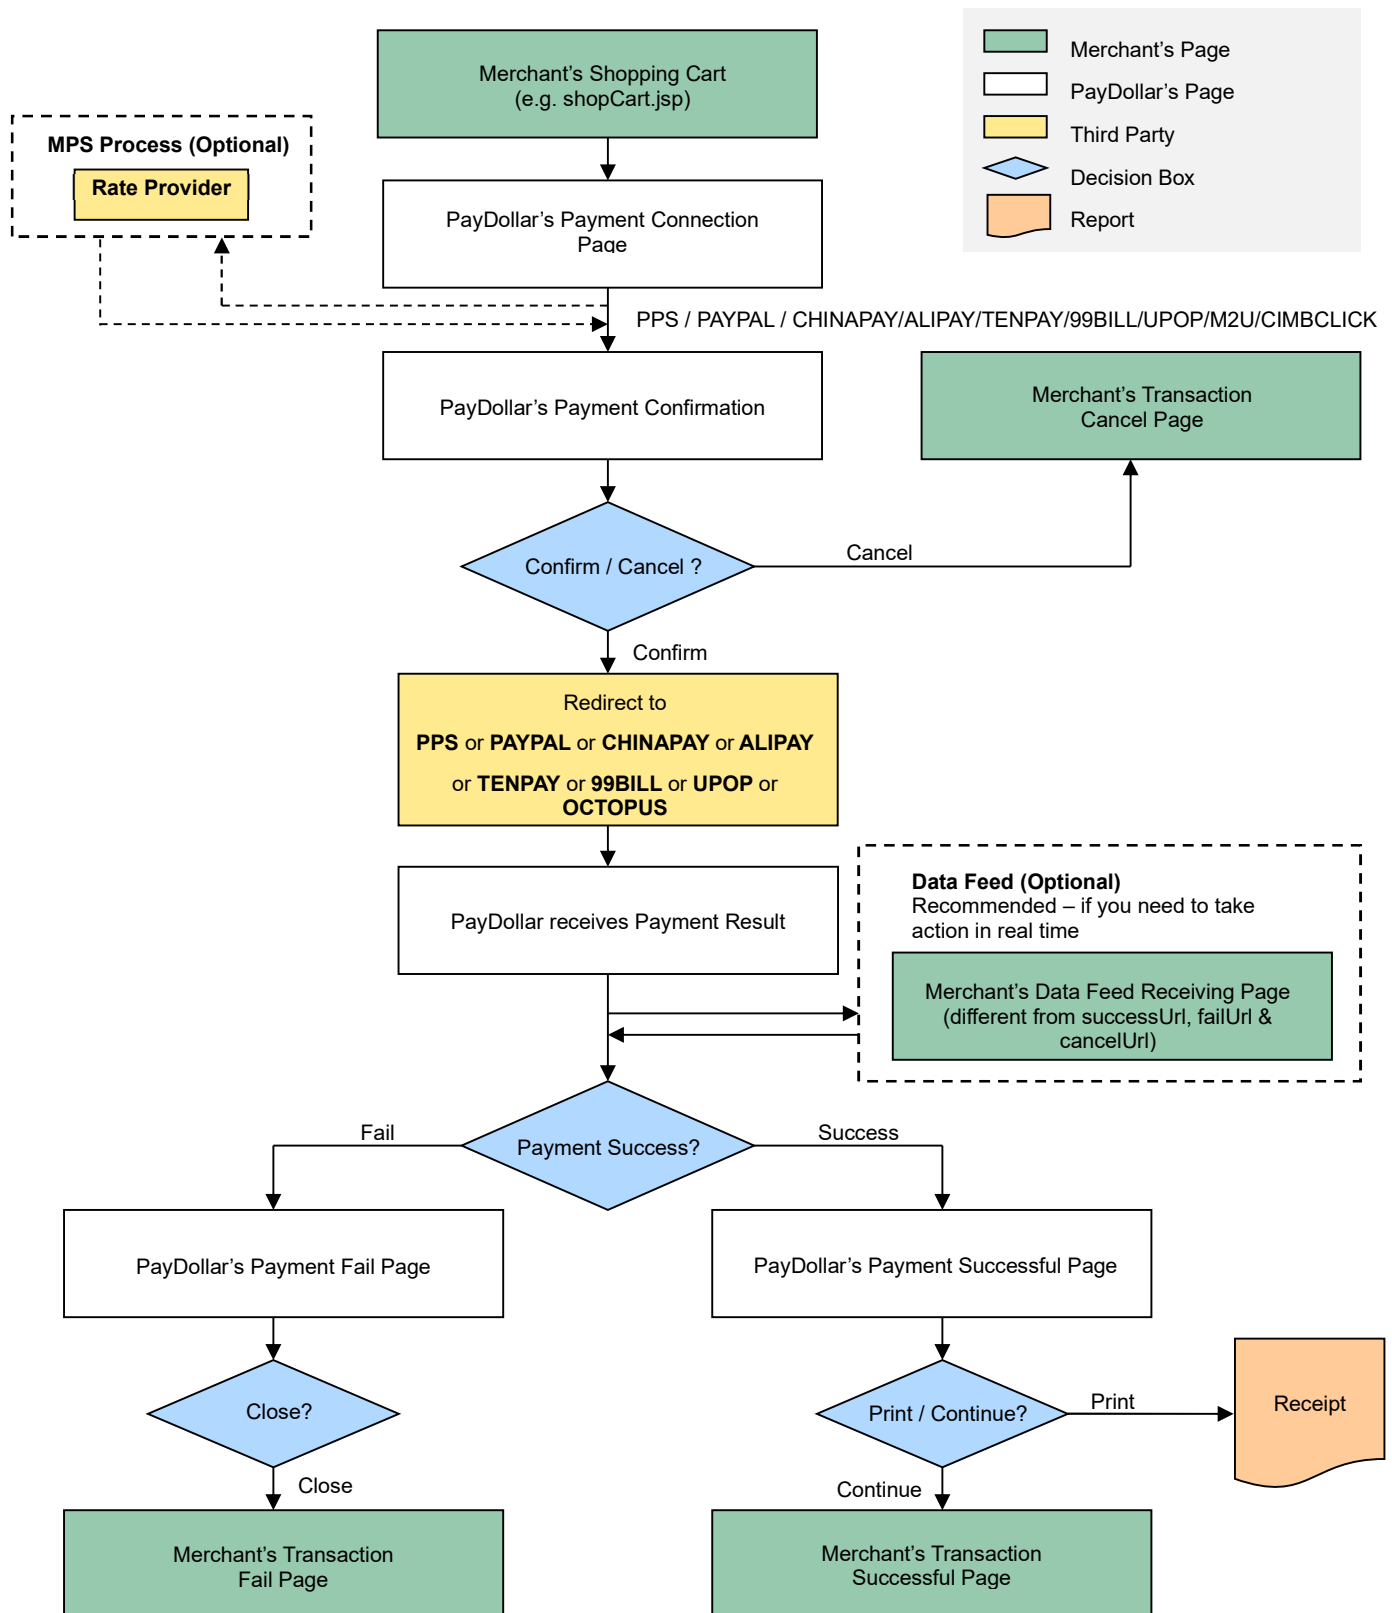 Merchant's Shopping Cart
(e.g. shopCart.jsp)
Merchant's Page
PayDollar's Page
Third Party
Decision Box
Report
MPS Process (Optional)
Rate Provider
PayDollar's Payment Connection
Page
PPS / PAYPAL / CHINAPAY/ALIPAY/TENPAY/99BILL/UPOP/M2U/CIMBCLICK
PayDollar's Payment Confirmation
Merchant's Transaction
Cancel Page
Confirm / Cancel ?
Cancel
Confirm
Redirect to
PPS or PAYPAL or CHINAPAY or ALIPAY
or TENPAY or 99BILL or UPOP or
OCTOPUS
PayDollar receives Payment Result
Data Feed (Optional)
Recommended – if you need to take
action in real time
Merchant's Data Feed Receiving Page
(different from successUrl, failUrl &
cancelUrl)
Fail
Payment Success?
Success
PayDollar's Payment Fail Page
PayDollar's Payment Successful Page
Close?
Print / Continue?
Print
Receipt
Close
Continue
Merchant's Transaction
Fail Page
Merchant's Transaction
Successful Page